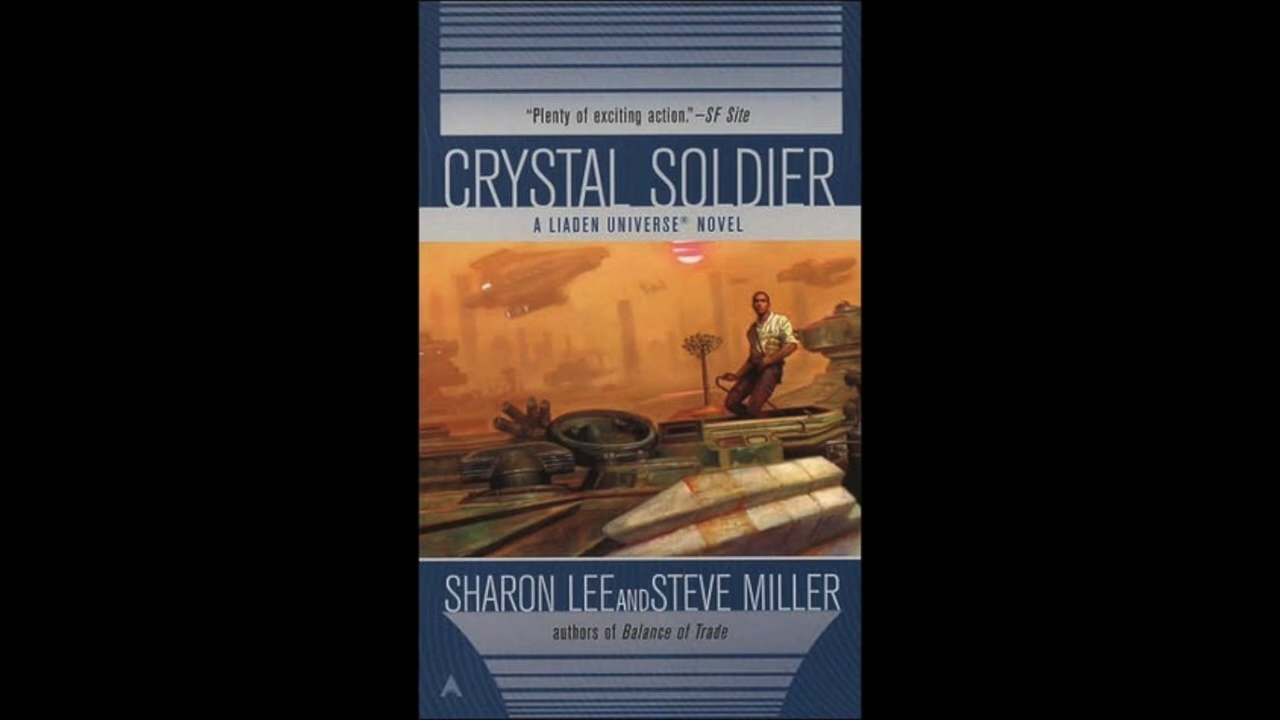 “Plenty of exciting action.”—SF Site
CRYSTAL SOLDIER
A LIADEN UNIVERSE® NOVEL
SHARON LEE AND STEVE MILLER
authors of Balance of Trade